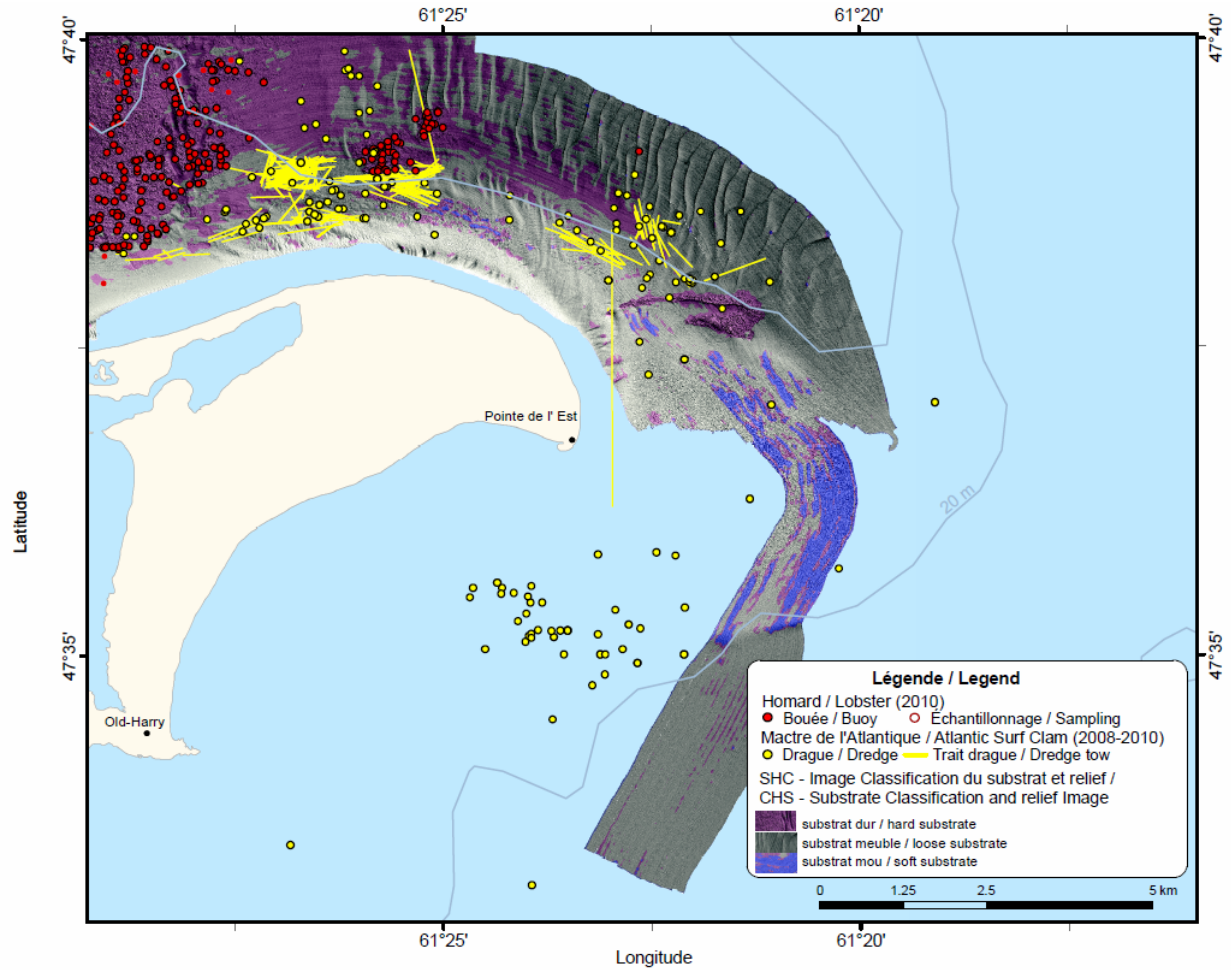 61°25'
61°20'
47°40'
47°40'
Pointe de l' Est
Latitude
20 m
47°35'
47°35'
Old-Harry
Légende / Legend
Homard / Lobster (2010)
Bouée / Buoy Échantillonnage / Sampling
Mactre de l'Atlantique / Atlantic Surf Clam (2008-2010)
Drague / Dredge Trait drague / Dredge tow
SHC - Image Classification du substrat et relief /
CHS - Substrate Classification and relief Image
substrat dur / hard substrate
substrat meuble / loose substrate
substrat mou / soft substrate
0 1.25 2.5 5 km
61°25'
61°20'
Longitude